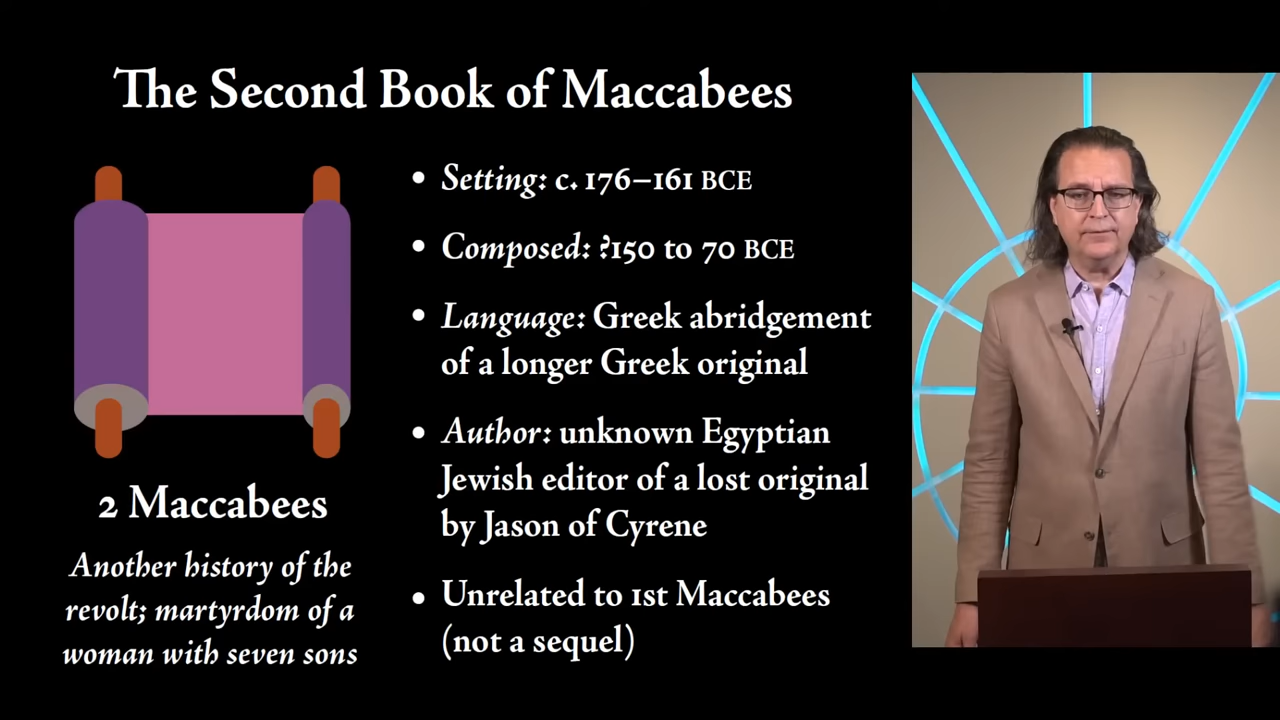 The Second Book of Maccabees
2 Maccabees
Another history of the
revolt; martyrdom of a
woman with seven sons
• Setting: c. 176–161 BCE
• Composed: ?150 to 70 BCE
• Language: Greek abridgement
of a longer Greek original
• Author: unknown Egyptian
Jewish editor of a lost original
by Jason of Cyrene
• Unrelated to 1st Maccabees
(not a sequel)